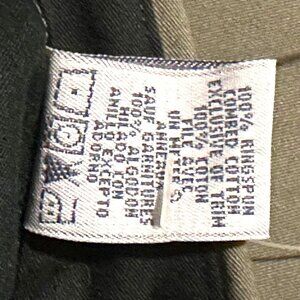 100% RINGSPUN
COMBED COTTON
EXCLUSIVE OF TRIM
100% COTON
FILE AVEC
UN METIER
SAUF GARNITURES
100% ALGODON
HILADO CON
ANILLO EXCEPTO
ADORNO